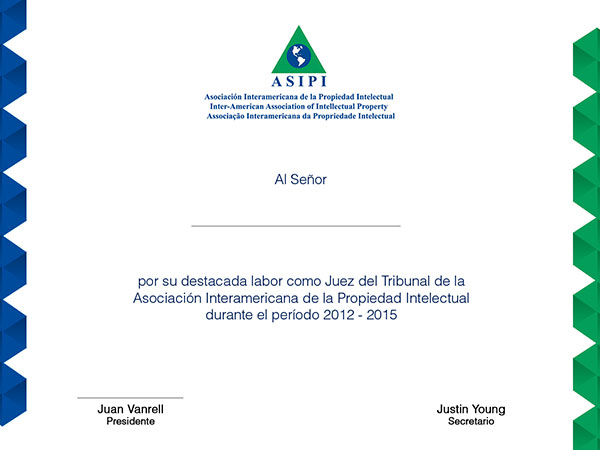 ASIPI
Asociación Interamericana de la Propiedad Intelectual
Inter-American Association of Intellectual Property
Associação Interamericana da Propriedade Intelectual
Al Señor
por su destacada labor como Juez del Tribunal de la
Asociación Interamericana de la Propiedad Intelectual
durante el período 2012 - 2015
Juan Vanrell
Presidente
Justin Young
Secretario